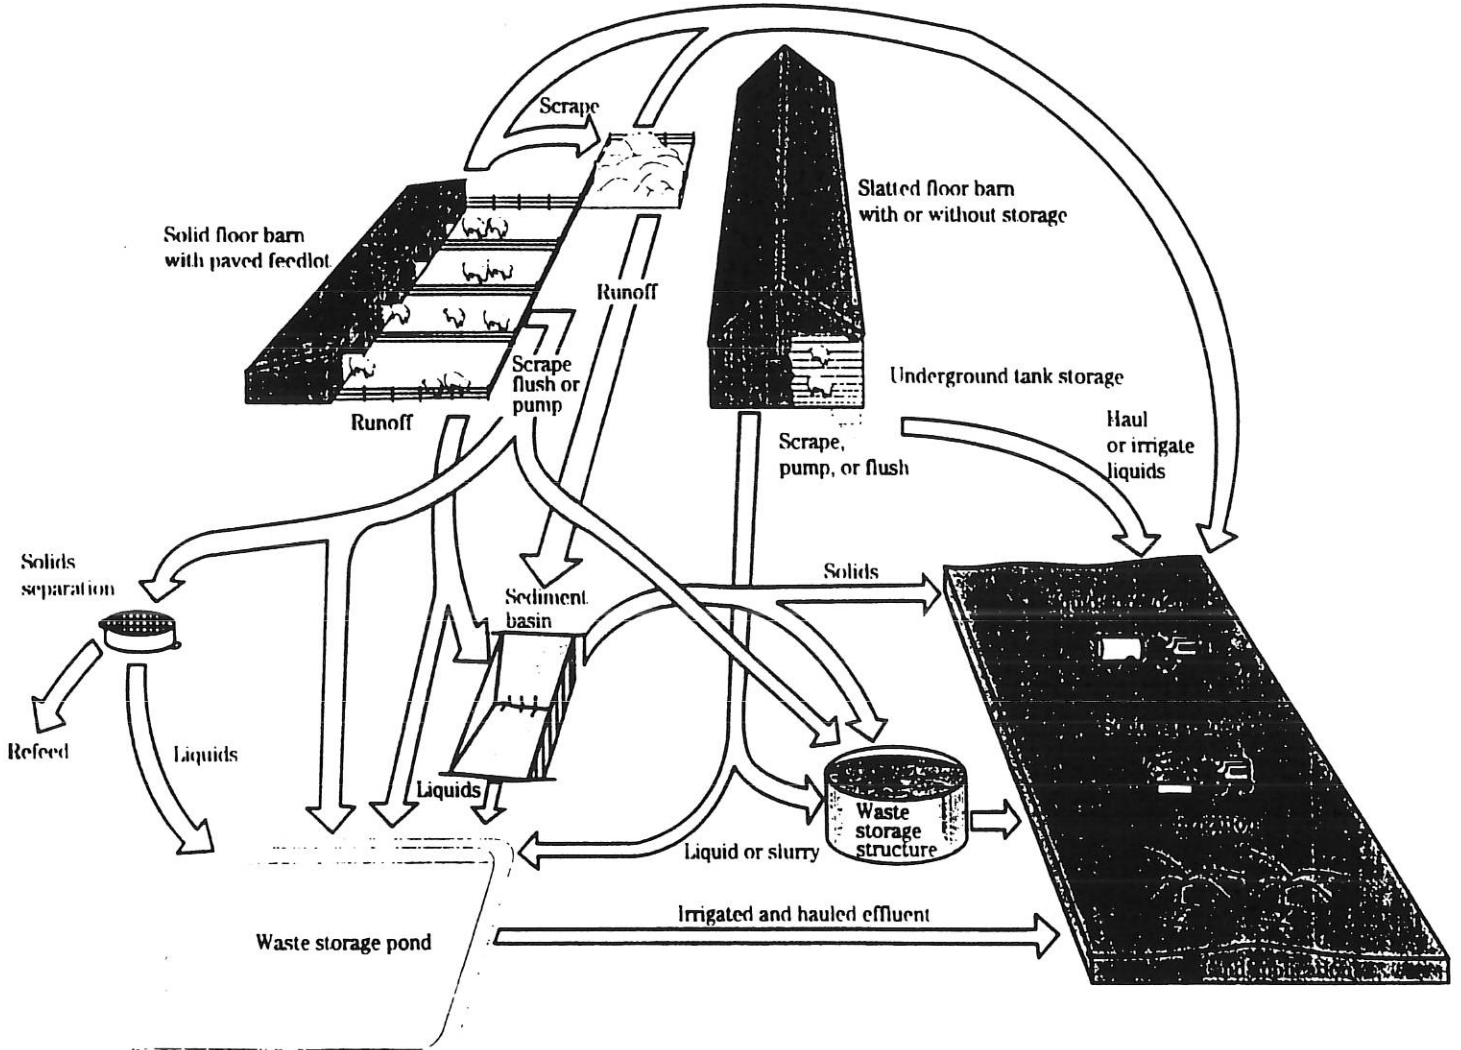 Scrape
Slatted floor barn
with or without storage
Solid floor barn
with paved feedlot
Runoff
Scrape
flush or
pump
Underground tank storage
Runoff
Haul
or irrigate
liquids
Scrape,
pump, or flush
Solids
separation
Solids
Sediment
basin
Refeed
Liquids
Liquids
Waste
storage
structure
Liquid or slurry
Irrigated and hauled effluent
Waste storage pond